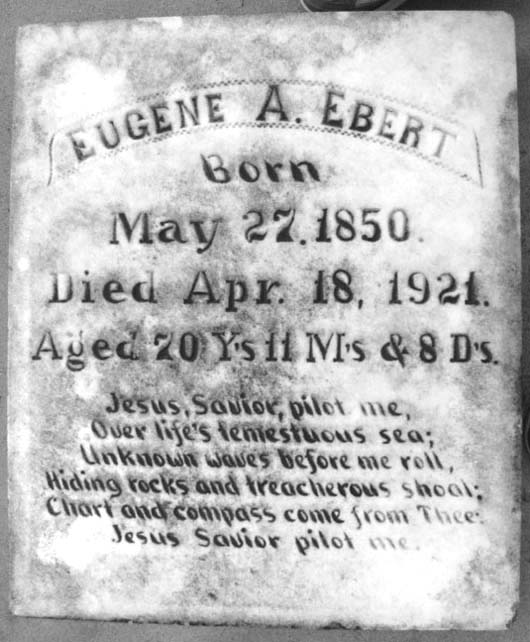 EUGENE A. EBERT
Born
May 27. 1850.
Died Apr. 18, 1921.
Aged 70 Y's 11 M's & 8 D's.
Jesus, Savior, pilot me,
Over life's temestuous sea;
Unknown waves before me roll,
Hiding rocks and treacherous shoal;
Chart and compass come from Thee:
Jesus Savior pilot me.